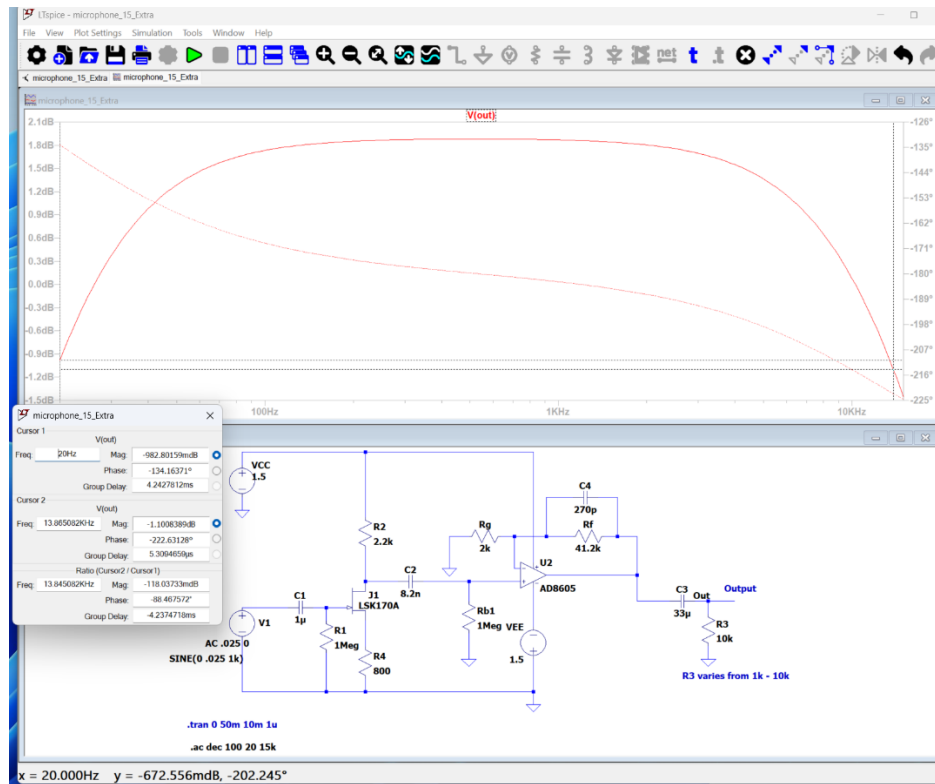 LTspice - microphone_15_Extra
File View Plot Settings Simulation Tools Window Help
microphone_15_Extra microphone_15_Extra
microphone_15_Extra
V(out)
2.1dB -126°
1.8dB -135°
1.5dB -144°
1.2dB -153°
0.9dB -162°
0.6dB -171°
0.3dB -180°
0.0dB -189°
-0.3dB -198°
-0.6dB -207°
-0.9dB -216°
-1.2dB -225°
-1.5dB
100Hz 1KHz 10KHz
microphone_15_Extra
Cursor 1
V(out)
Freq: 20Hz Mag: -982.80159mdB
Phase: -134.16371°
Group Delay: 4.2427812ms
Cursor 2
V(out)
Freq: 13.865082KHz Mag: -1.1008389dB
Phase: -222.63128°
Group Delay: 5.3094659µs
Ratio (Cursor2 / Cursor1)
Freq: 13.845082KHz Mag: -118.03733mdB
Phase: -88.467572°
Group Delay: -4.2374718ms
VCC
1.5
R2
2.2k
J1
LSK170A
C1
1µ
V1
AC .025 0
SINE(0 .025 1k)
R1
1Meg
R4
800
C2
8.2n
Rg
2k
C4
270p
Rf
41.2k
U2
AD8605
Rb1
1Meg
VEE
1.5
C3
33µ
Out
Output
R3
10k
R3 varies from 1k - 10k
.tran 0 50m 10m 1u
.ac dec 100 20 15k
x = 20.000Hz y = -672.556mdB, -202.245°